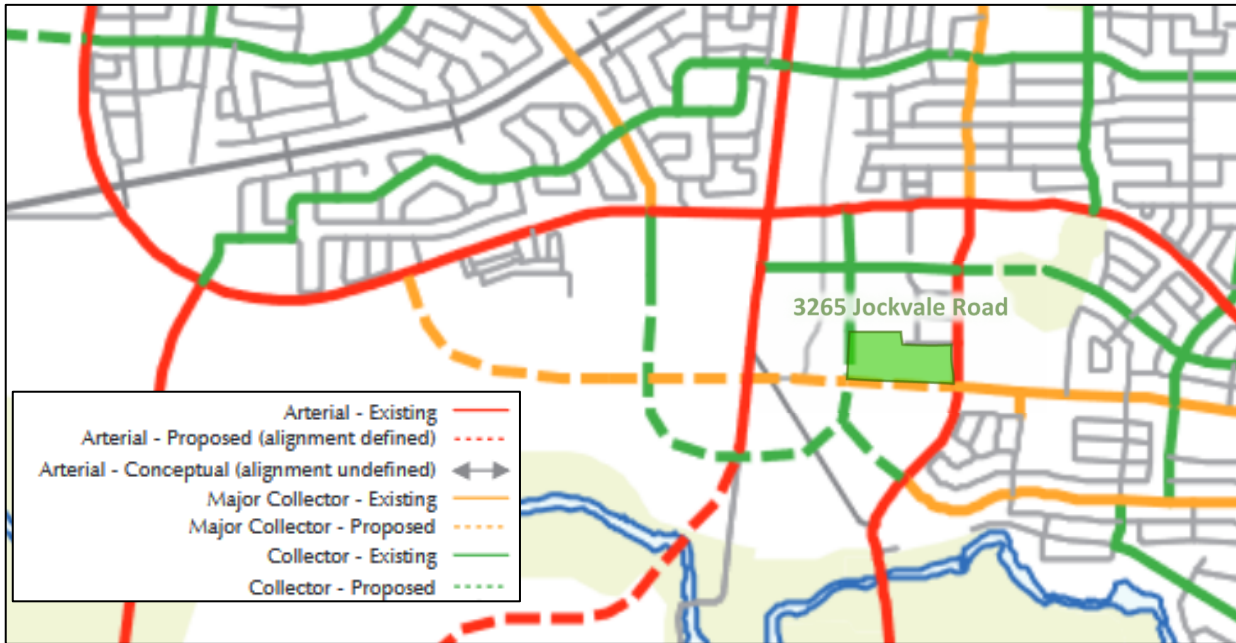 3265 Jockvale Road
Arterial - Existing
Arterial - Proposed (alignment defined)
Arterial - Conceptual (alignment undefined)
Major Collector - Existing
Major Collector - Proposed
Collector - Existing
Collector - Proposed